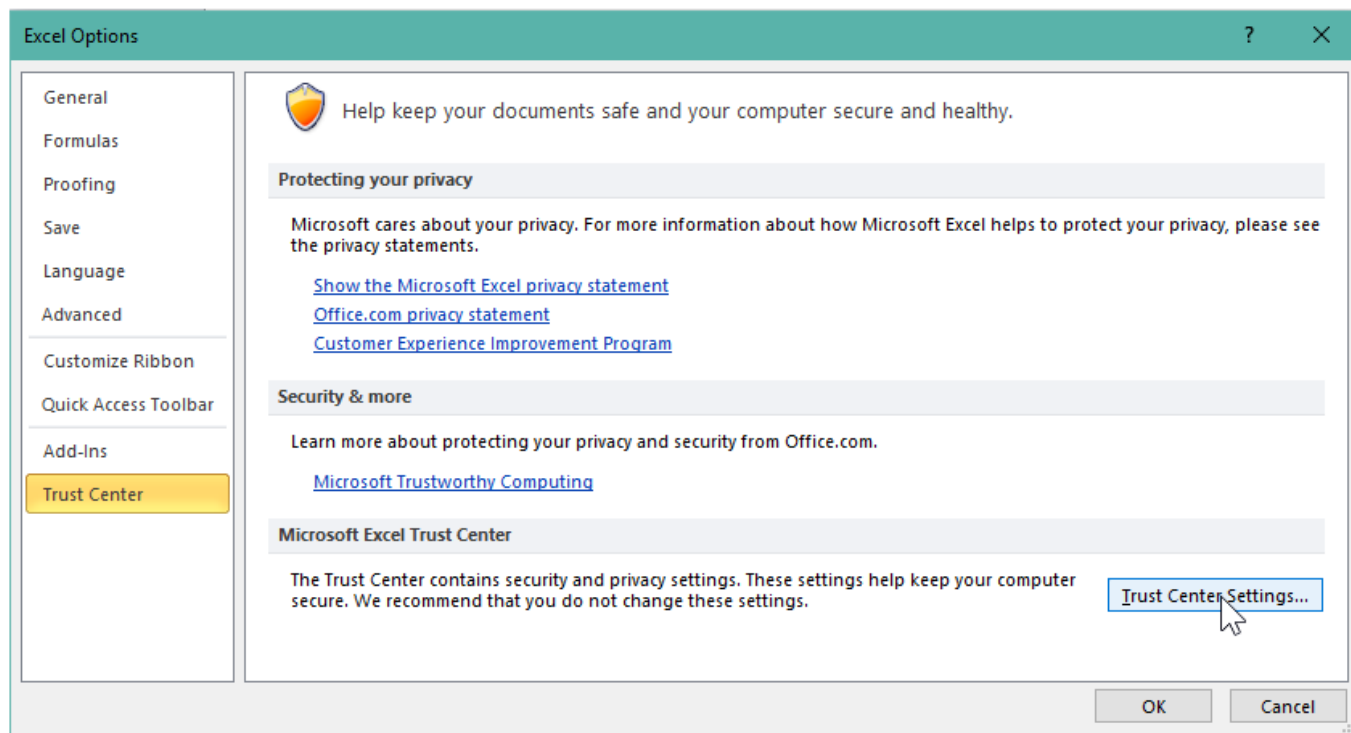 Excel Options
?
General
Formulas
Proofing
Save
Language
Advanced
Customize Ribbon
Quick Access Toolbar
Add-Ins
Trust Center
Help keep your documents safe and your computer secure and healthy.
Protecting your privacy
Microsoft cares about your privacy. For more information about how Microsoft Excel helps to protect your privacy, please see
the privacy statements.
Show the Microsoft Excel privacy statement
Office.com privacy statement
Customer Experience Improvement Program
Security & more
Learn more about protecting your privacy and security from Office.com.
Microsoft Trustworthy Computing
Microsoft Excel Trust Center
The Trust Center contains security and privacy settings. These settings help keep your computer
secure. We recommend that you do not change these settings.
Trust Center Settings...
OK
Cancel